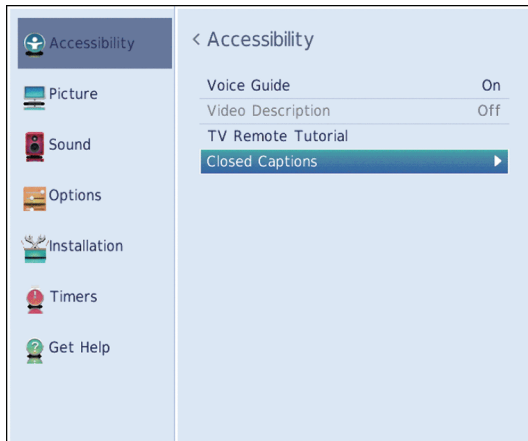 Accessibility
Picture
Sound
Options
Installation
Timers
Get Help
< Accessibility
Voice Guide On
Video Description Off
TV Remote Tutorial
Closed Captions